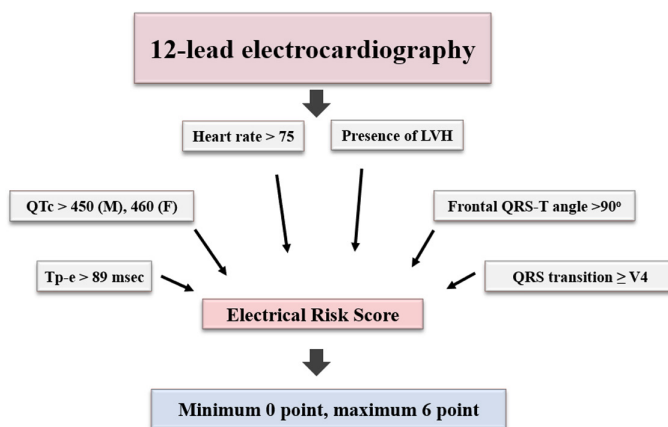 12-lead electrocardiography
Heart rate > 75
Presence of LVH
QTc > 450 (M), 460 (F)
Frontal QRS-T angle >90º
Tp-e > 89 msec
QRS transition ≥ V4
Electrical Risk Score
Minimum 0 point, maximum 6 point